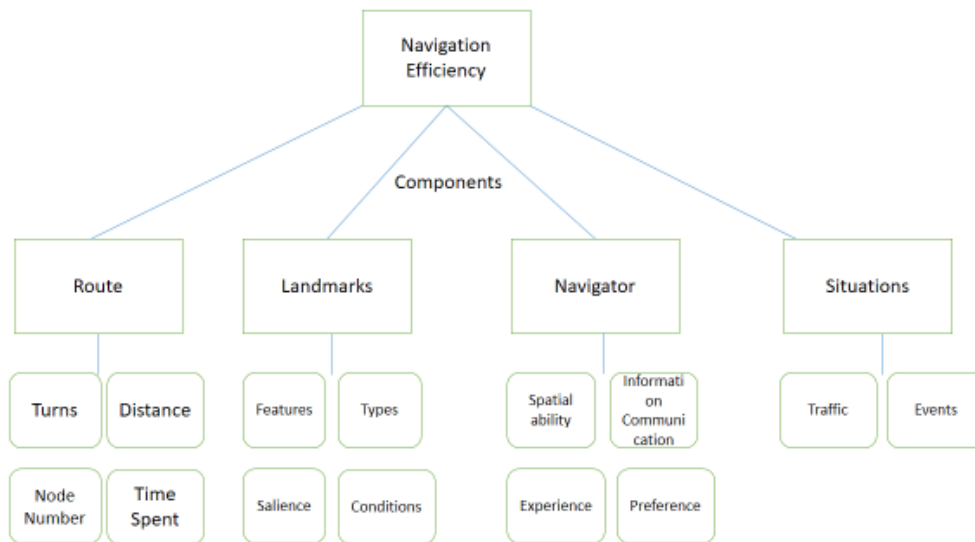 Navigation
Efficiency
Components
Route
Landmarks
Navigator
Situations
Turns
Distance
Features
Types
Spatial
ability
Informati
on
Communi
cation
Traffic
Events
Node
Number
Time
Spent
Salience
Conditions
Experience
Preference